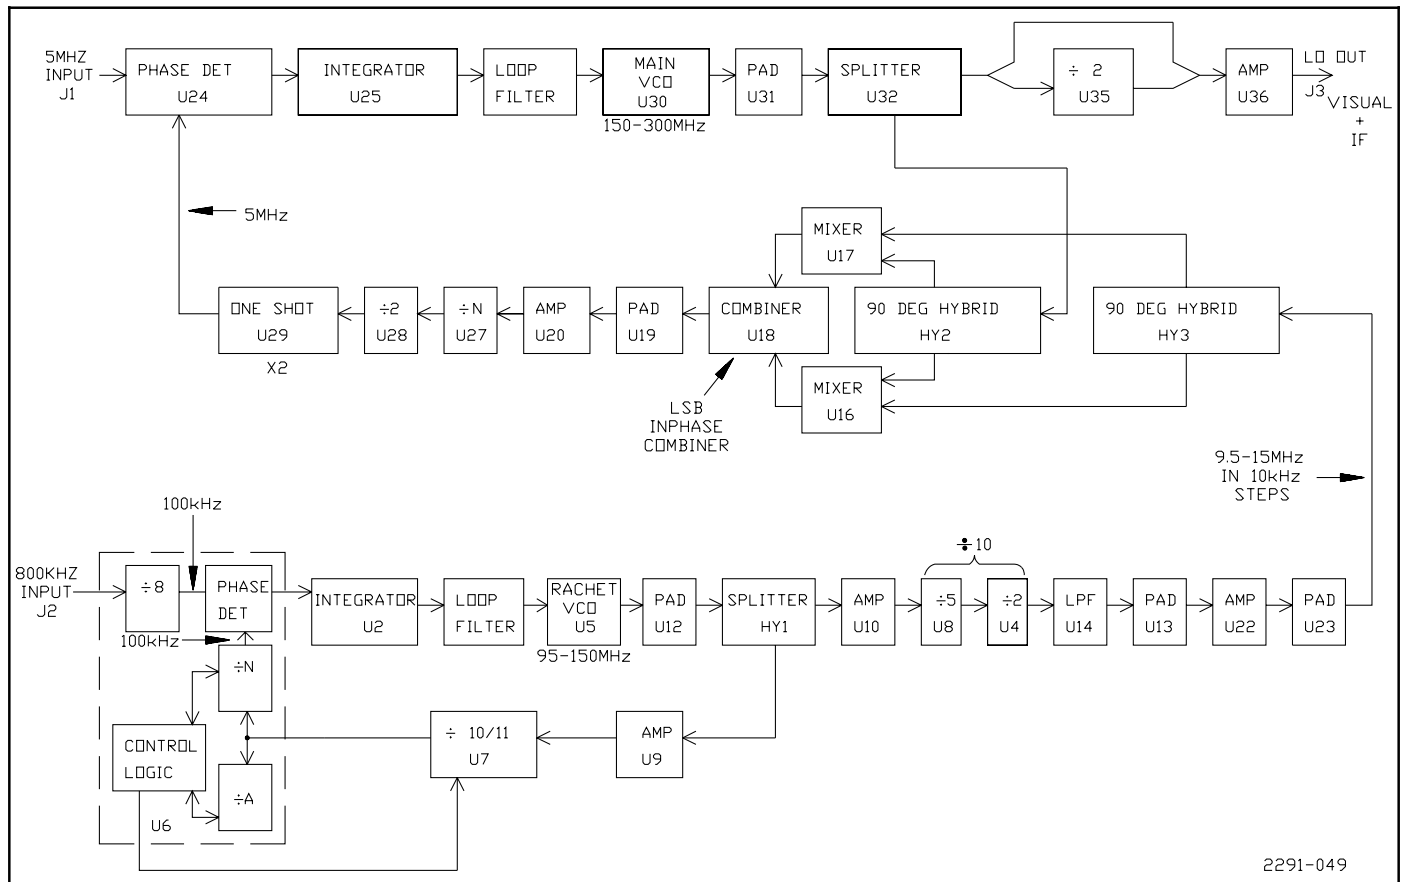 5MHZ
INPUT
J1
PHASE DET
U24
INTEGRATOR
U25
LOOP
FILTER
MAIN
VCO
U30
150-300MHz
PAD
U31
SPLITTER
U32
÷ 2
U35
AMP
U36
LO OUT
J3
VISUAL
+
IF
5MHz
MIXER
U17
ONE SHOT
U29
X2
÷2
U28
÷N
U27
AMP
U20
PAD
U19
COMBINER
U18
90 DEG HYBRID
HY2
90 DEG HYBRID
HY3
MIXER
U16
LSB
INPHASE
COMBINER
9.5-15MHz
IN 10kHz
STEPS
100kHz
800KHZ
INPUT
J2
÷8
PHASE
DET
100kHz
INTEGRATOR
U2
LOOP
FILTER
RACHET
VCO
U5
95-150MHz
PAD
U12
SPLITTER
HY1
AMP
U10
÷10
÷5
U8
÷2
U4
LPF
U14
PAD
U13
AMP
U22
PAD
U23
÷N
CONTROL
LOGIC
÷A
U6
÷ 10/11
U7
AMP
U9
2291-049